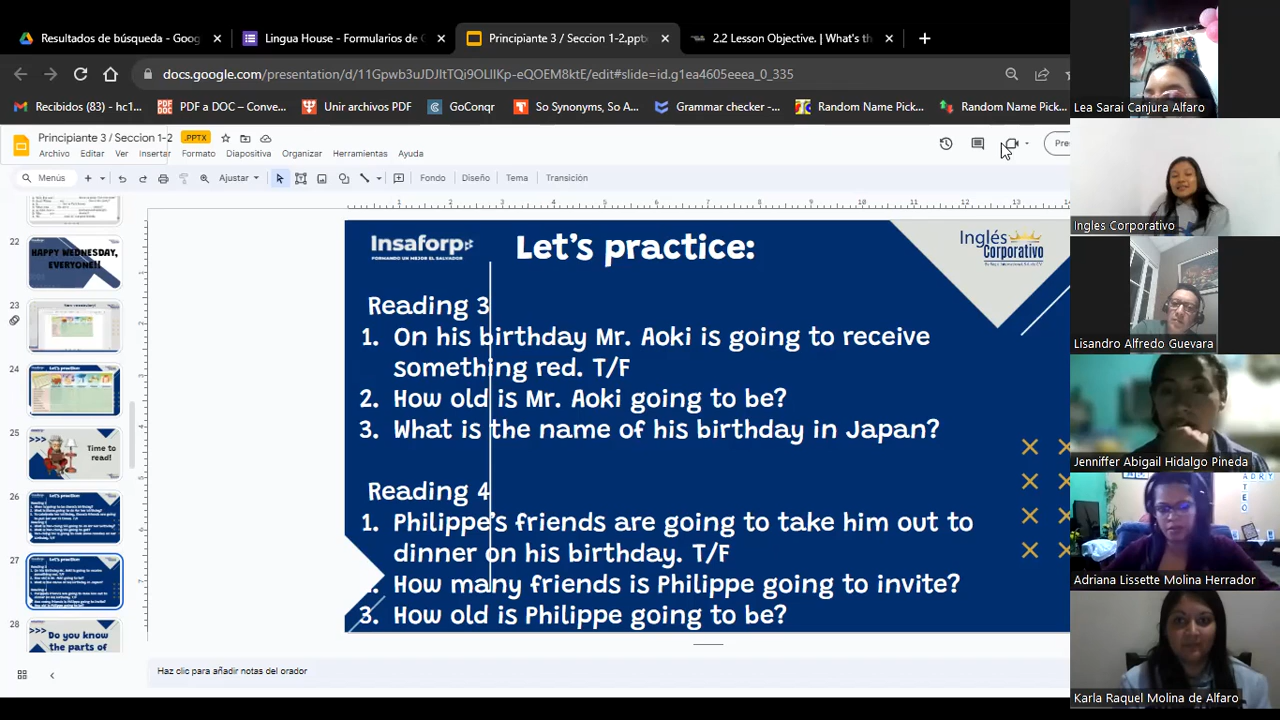 Resultados de búsqueda - Goog
Lingua House - Formularios de G
Principiante 3 / Seccion 1-2.pptx
2.2 Lesson Objective. | What's th
docs.google.com/presentation/d/11Gpwb3uJDJItTQi9OLlIKp-eQOEM8ktE/edit#slide=id.g1ea4605eeea_0_335
Recibidos (83) - hc1...
PDF a DOC – Conve...
Unir archivos PDF
GoConqr
So Synonyms, So A...
Grammar checker -...
Random Name Pick...
Random Name Pick...
Principiante 3 / Seccion 1-2
.PPTX
Archivo Editar Ver Insertar Formato Diapositiva Organizar Herramientas Ayuda
Menús
Ajustar
Fondo Diseño Tema Transición
22
HAPPY WEDNESDAY,
EVERYONE!!
23
24
25
Time to
read!
26
Let's practice
27
Let's practice
28
Do you know
the parts of
Insaforp
FORMANDO UN MEJOR EL SALVADOR
Let's practice:
Inglés
Corporativo
Reading 3
1. On his birthday Mr. Aoki is going to receive
something red. T/F
2. How old is Mr. Aoki going to be?
3. What is the name of his birthday in Japan?
Reading 4
1. Philippe's friends are going to take him out to
dinner on his birthday. T/F
How many friends is Philippe going to invite?
3. How old is Philippe going to be?
Haz clic para añadir notas del orador
Lea Sarai Canjura Alfaro
Ingles Corporativo
Lisandro Alfredo Guevara
Jenniffer Abigail Hidalgo Pineda
Adriana Lissette Molina Herrador
Karla Raquel Molina de Alfaro